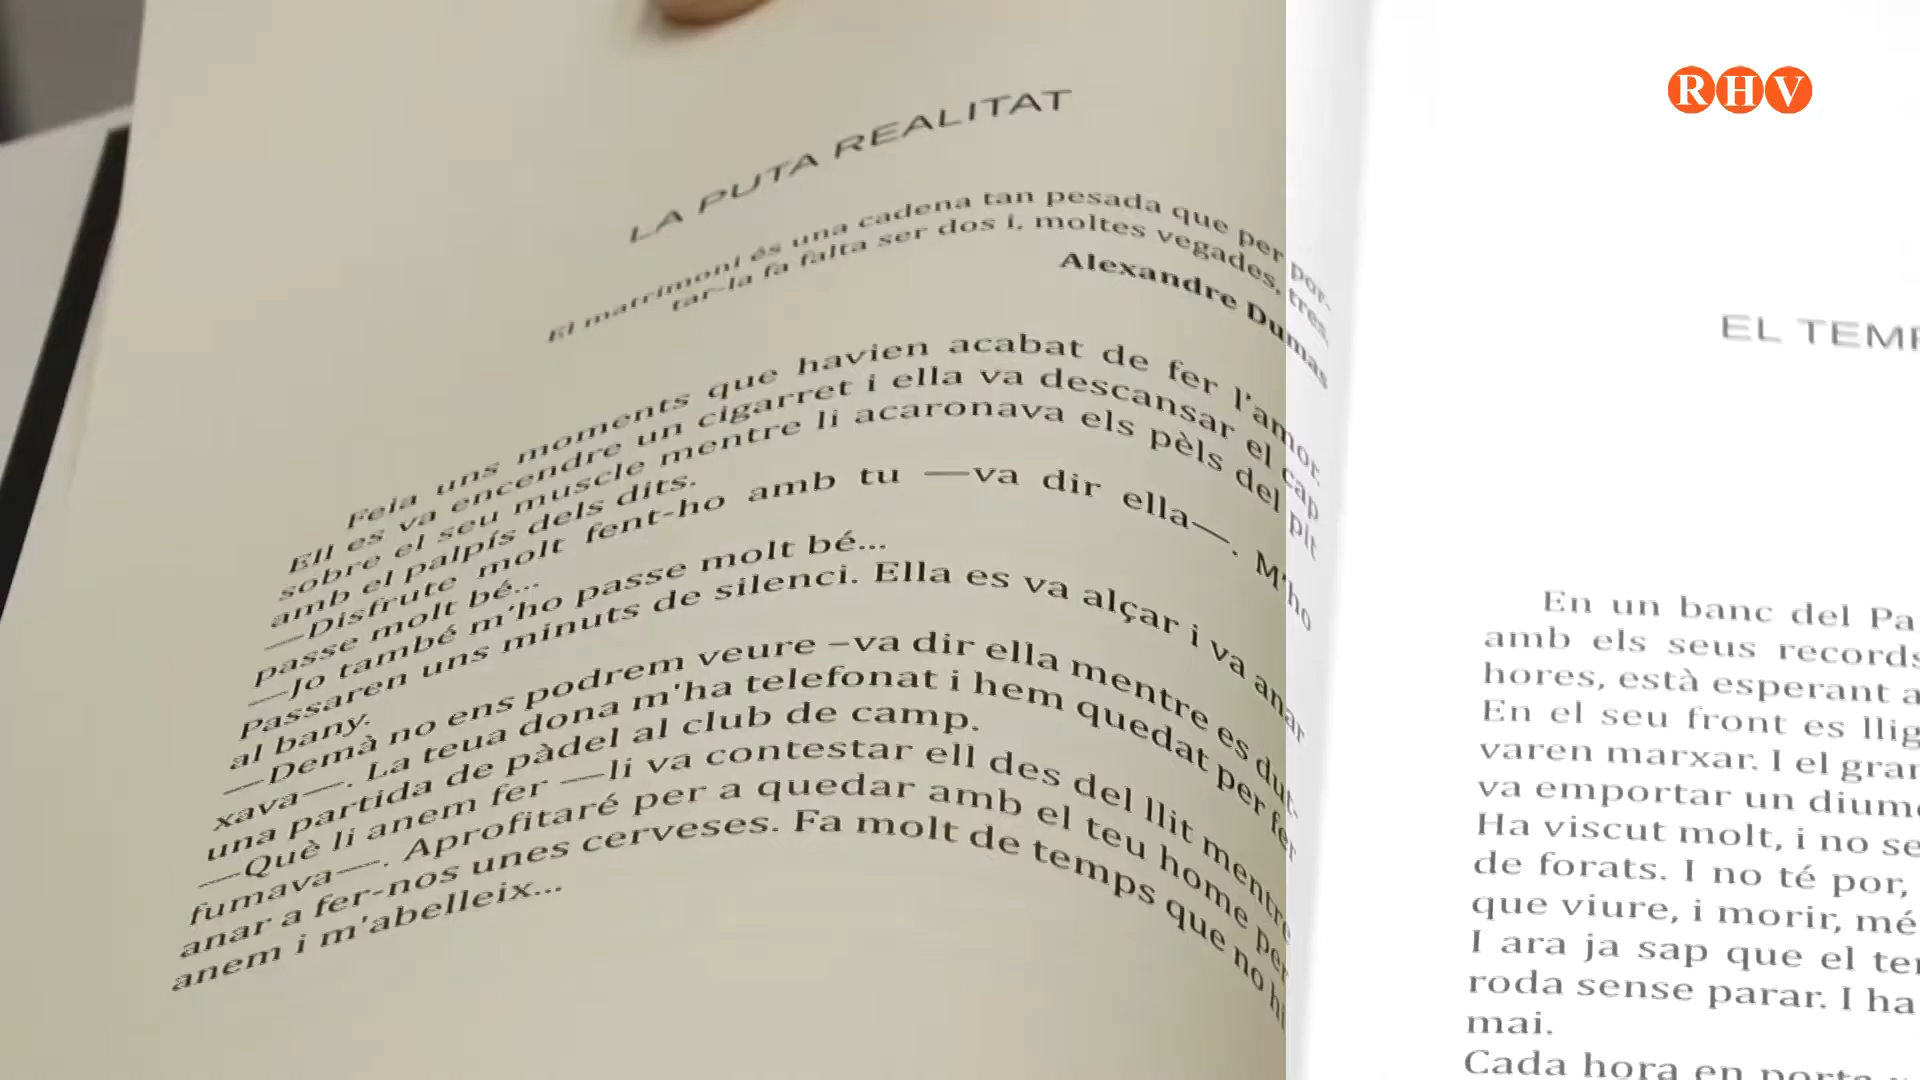 RHV
LA PUTA REALITAT
El matrimoni és una cadena tan pesada que per por-
tar-la fa falta ser dos i, moltes vegades, tres.
Alexandre Dumas
Feia uns moments que havien acabat de fer l'amor.
Ell es va encendre un cigarret i ella va descansar el cap
sobre el seu muscle mentre li acaronava els pèls del pit
amb el palpís dels dits.
—Disfrute molt fent-ho amb tu —va dir ella—. M'ho
passe molt bé...
—Jo també m'ho passe molt bé...
Passaren uns minuts de silenci. Ella es va alçar i va anar
al bany.
—Demà no ens podrem veure –va dir ella mentre es dut-
xava—. La teua dona m'ha telefonat i hem quedat per fer
una partida de pàdel al club de camp.
—Què li anem fer —li va contestar ell des del llit mentre
fumava—. Aprofitaré per a quedar amb el teu home per
anar a fer-nos unes cerveses. Fa molt de temps que no hi
anem i m'abelleix...
EL TEMP
En un banc del Pa
amb els seus records
hores, està esperant a
En el seu front es llig
varen marxar. I el gran
va emportar un diume
Ha viscut molt, i no se
de forats. I no té por,
que viure, i morir, mé
I ara ja sap que el te
roda sense parar. I ha
mai.
Cada hora en porta